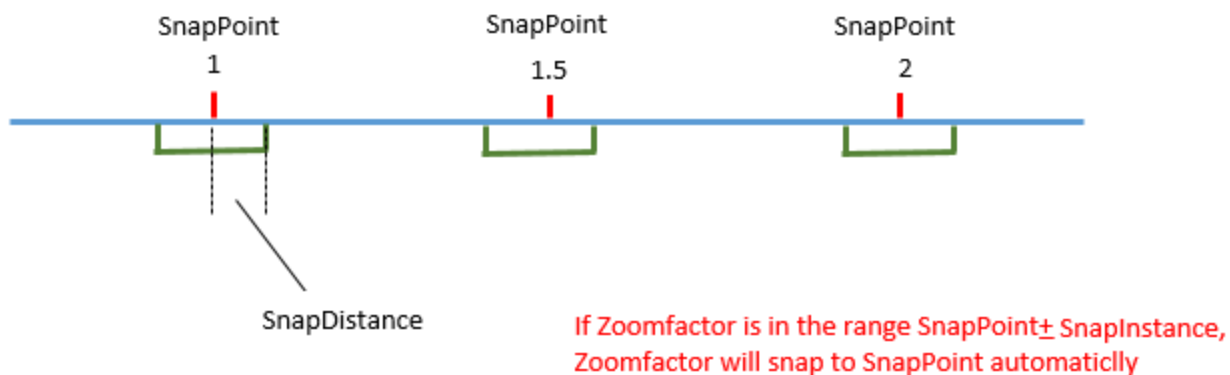 SnapPoint SnapPoint SnapPoint
1 1.5 2
SnapDistance
If Zoomfactor is in the range SnapPoint± SnapInstance,
Zoomfactor will snap to SnapPoint automaticlly